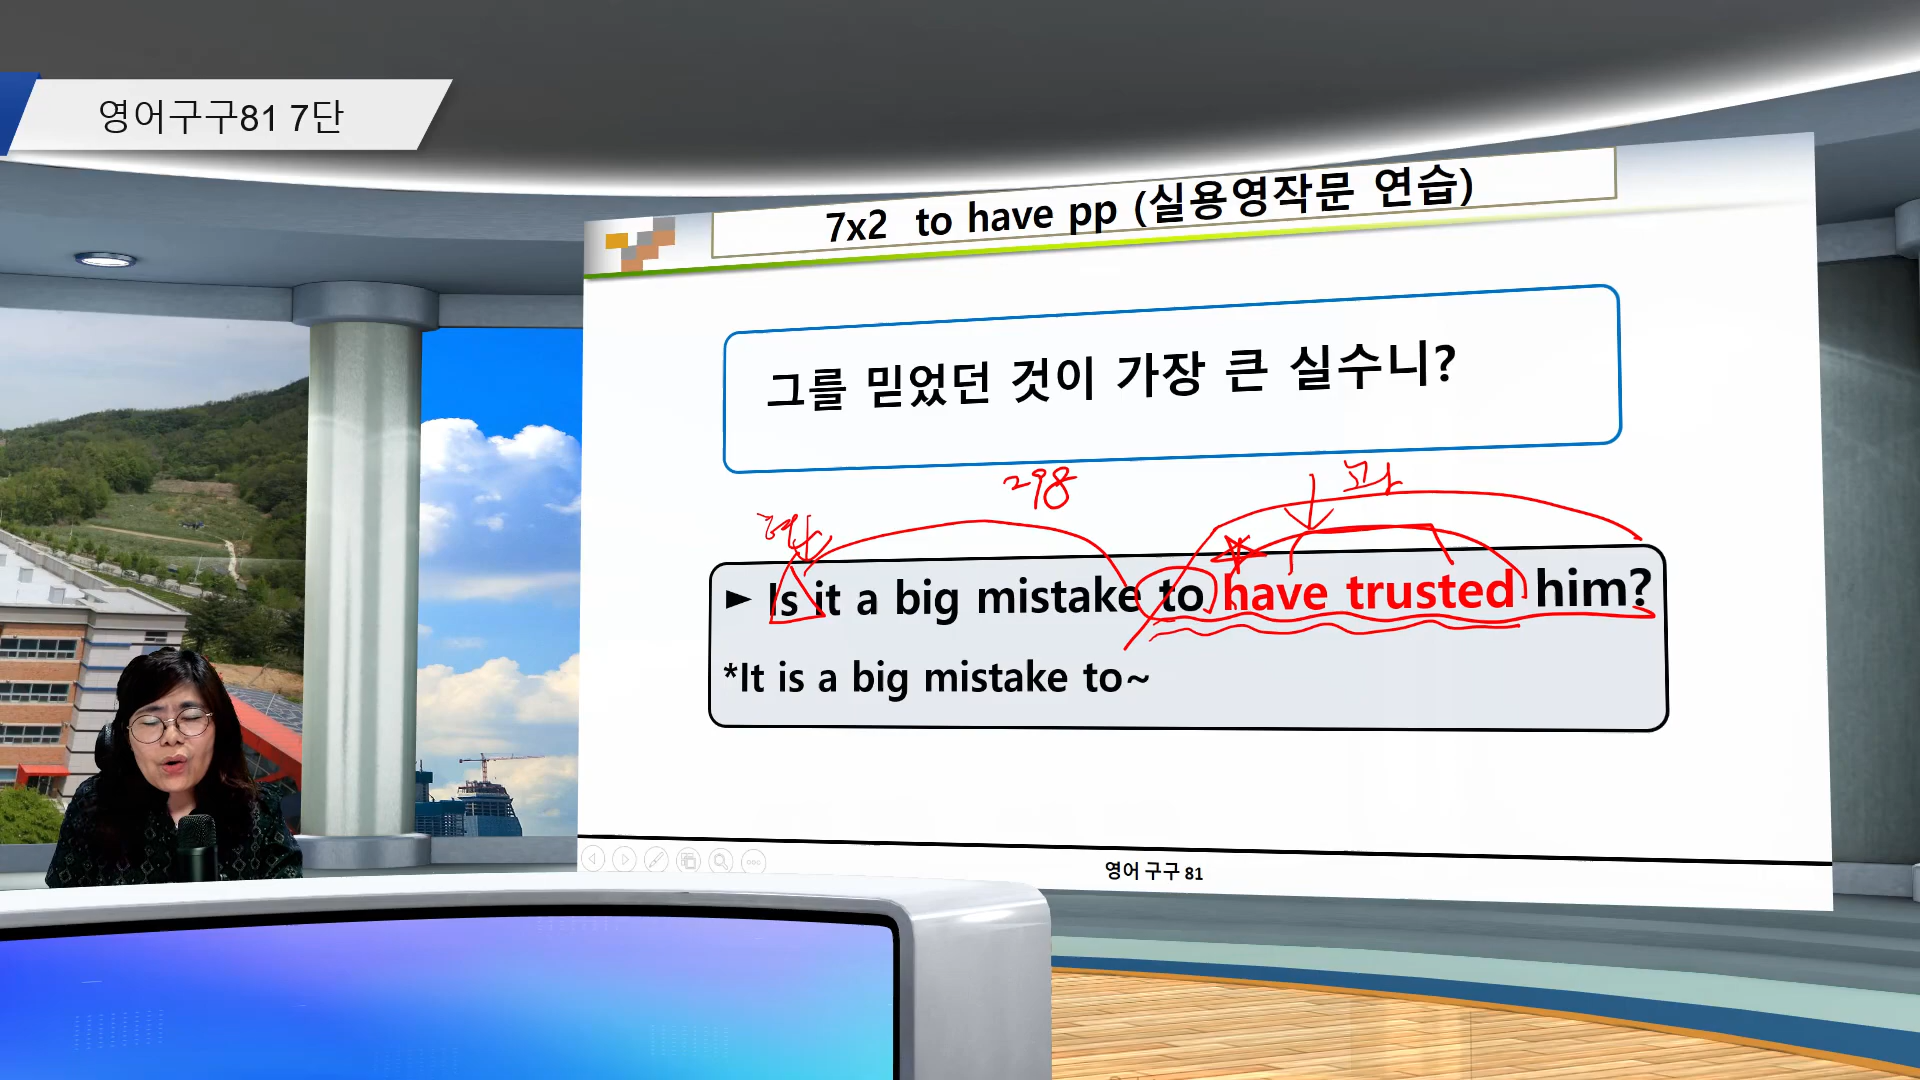 영어구구81 7단
7x2 to have pp (실용영작문 연습)
그를 믿었던 것이 가장 큰 실수니?
298
과
현
► Is it a big mistake to have trusted him?
*It is a big mistake to~
영어 구구 81